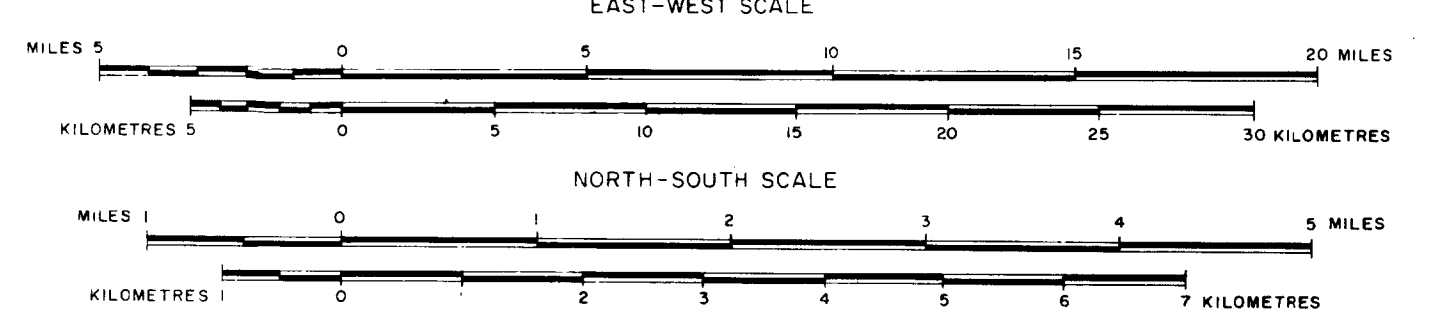 EAST-WEST SCALE
MILES 5 0 5 10 15 20 MILES
KILOMETRES 5 0 5 10 15 20 25 30 KILOMETRES
NORTH-SOUTH SCALE
MILES 1 0 1 2 3 4 5 MILES
KILOMETRES 1 0 2 3 4 5 6 7 KILOMETRES